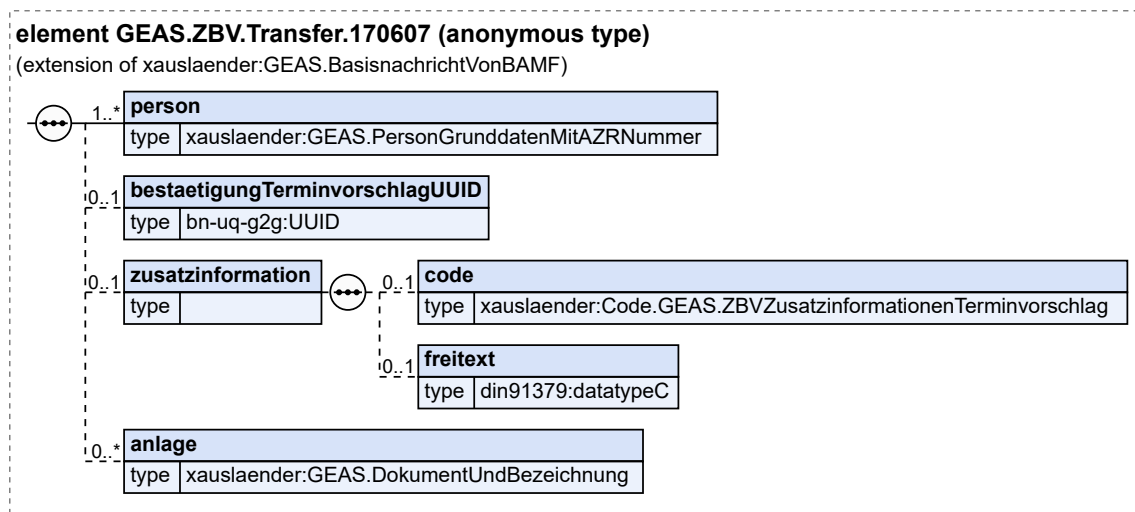 element GEAS.ZBV.Transfer.170607 (anonymous type)
(extension of xauslaender:GEAS.BasisnachrichtVonBAMF)
1..* person
type xauslaender:GEAS.PersonGrunddatenMitAZRNummer
0..1 bestaetigungTerminvorschlagUUID
type bn-uq-g2g:UUID
0..1 zusatzinformation 0..1 code
type type xauslaender:Code.GEAS.ZBVZusatzinformationenTerminvorschlag
0..1 freitext
type din91379:datatypeC
0..* anlage
type xauslaender:GEAS.DokumentUndBezeichnung